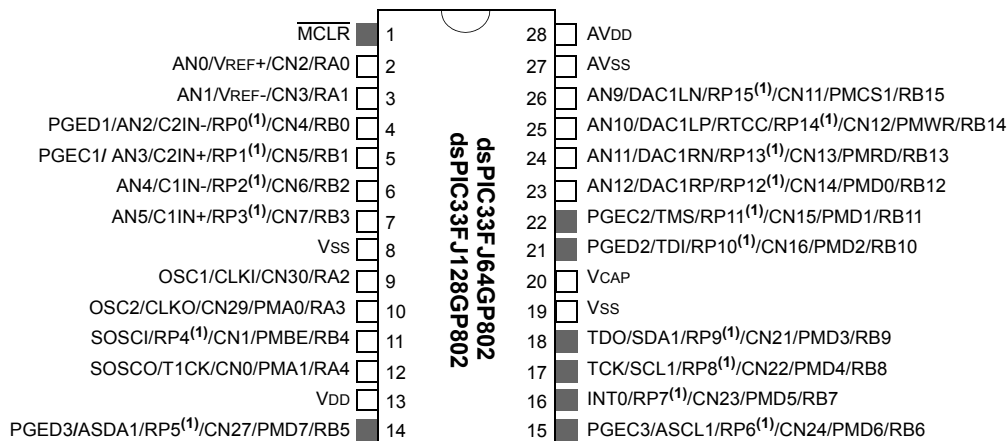 MCLR 1 28 AVDD
AN0/VREF+/CN2/RA0 2 27 AVSS
AN1/VREF-/CN3/RA1 3 26 AN9/DAC1LN/RP15(1)/CN11/PMCS1/RB15
PGED1/AN2/C2IN-/RP0(1)/CN4/RB0 4 25 AN10/DAC1LP/RTCC/RP14(1)/CN12/PMWR/RB14
PGEC1/ AN3/C2IN+/RP1(1)/CN5/RB1 5 24 AN11/DAC1RN/RP13(1)/CN13/PMRD/RB13
AN4/C1IN-/RP2(1)/CN6/RB2 6 23 AN12/DAC1RP/RP12(1)/CN14/PMD0/RB12
AN5/C1IN+/RP3(1)/CN7/RB3 7 22 PGEC2/TMS/RP11(1)/CN15/PMD1/RB11
VSS 8 21 PGED2/TDI/RP10(1)/CN16/PMD2/RB10
OSC1/CLKI/CN30/RA2 9 20 VCAP
OSC2/CLKO/CN29/PMA0/RA3 10 19 VSS
SOSCI/RP4(1)/CN1/PMBE/RB4 11 18 TDO/SDA1/RP9(1)/CN21/PMD3/RB9
SOSCO/T1CK/CN0/PMA1/RA4 12 17 TCK/SCL1/RP8(1)/CN22/PMD4/RB8
VDD 13 16 INT0/RP7(1)/CN23/PMD5/RB7
PGED3/ASDA1/RP5(1)/CN27/PMD7/RB5 14 15 PGEC3/ASCL1/RP6(1)/CN24/PMD6/RB6
dsPIC33FJ64GP802
dsPIC33FJ128GP802